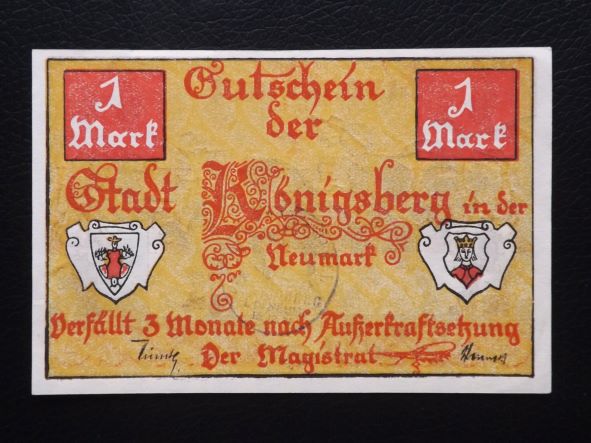 1 Mark
Gutschein
der
1 Mark
Stadt Königsberg in der
Neumark
Verfällt 3 Monate nach Außerkraftsetzung
Der Magistrat